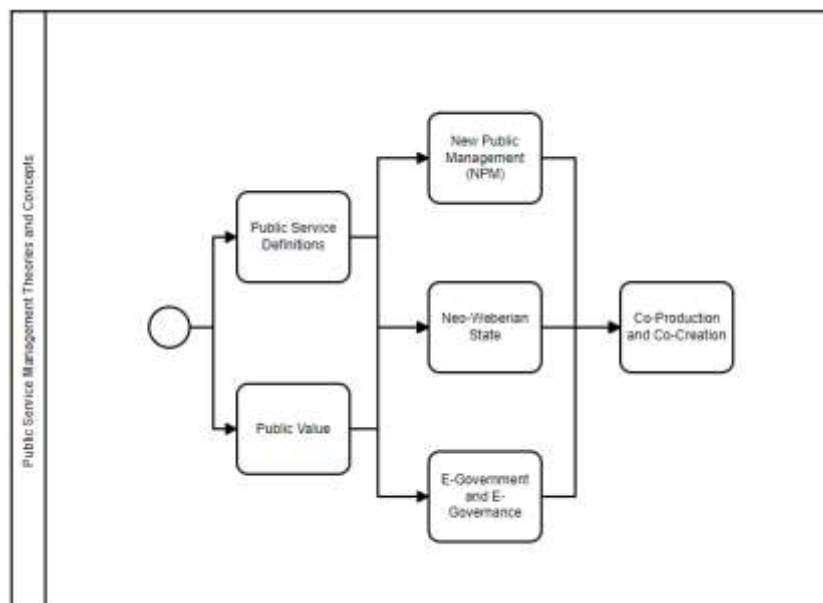 Public Service Management Theories and Concepts
Public Service
Definitions
Public Value
New Public
Management
(NPM)
Neo-Weberian
State
E-Government
and E-
Governance
Co-Production
and Co-Creation